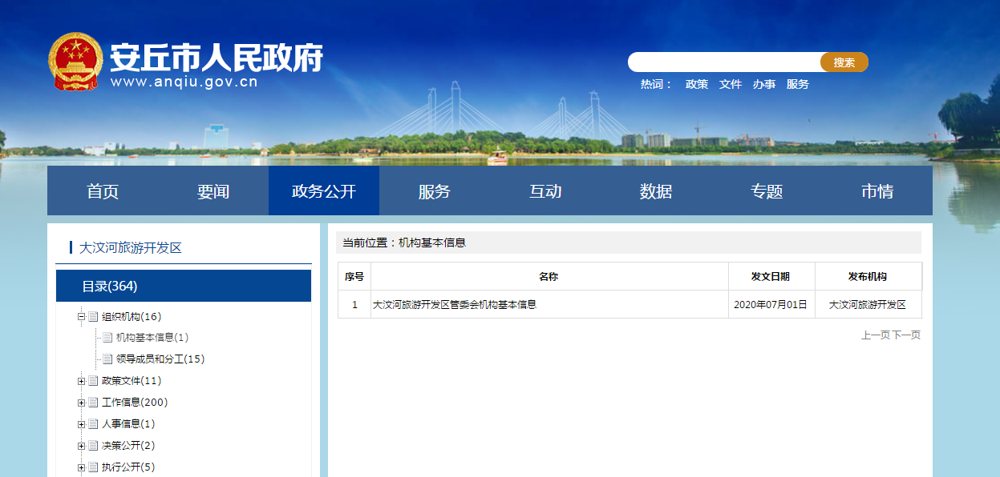 安丘市人民政府
www.anqiu.gov.cn
搜索
热词： 政策 文件 办事 服务
首页 要闻 政务公开 服务 互动 数据 专题 市情
大汶河旅游开发区
目录(364)
组织机构(16)
机构基本信息(1)
领导成员和分工(15)
政策文件(11)
工作信息(200)
人事信息(1)
决策公开(2)
执行公开(5)
当前位置：机构基本信息
序号 名称 发文日期 发布机构
1 大汶河旅游开发区管委会机构基本信息 2020年07月01日 大汶河旅游开发区
上一页 下一页